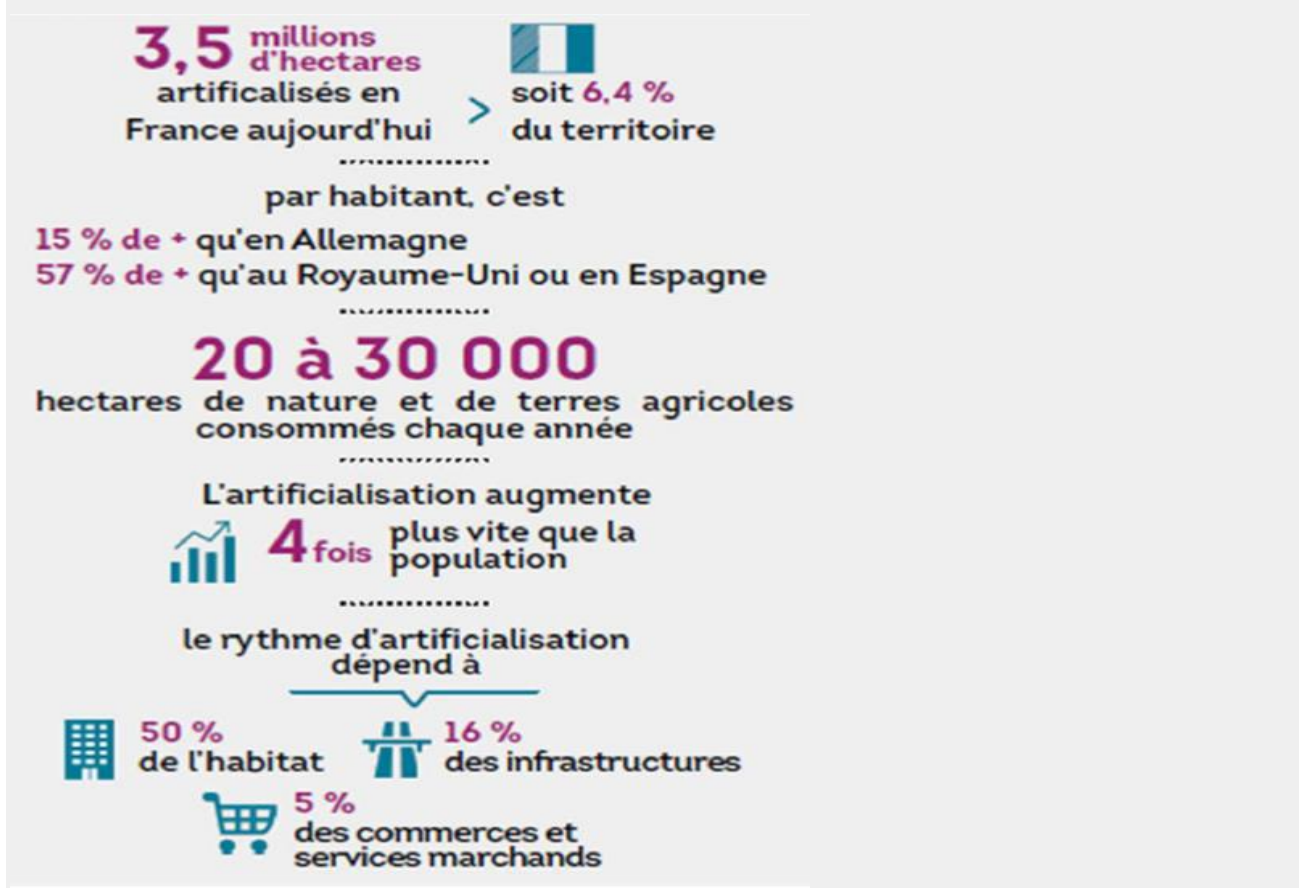 3,5 millions d'hectares
artificalisés en
France aujourd'hui
>
soit 6,4 %
du territoire
par habitant, c'est
15 % de + qu'en Allemagne
57 % de + qu'au Royaume-Uni ou en Espagne
20 à 30 000
hectares de nature et de terres agricoles
consommés chaque année
L'artificialisation augmente
4 fois plus vite que la
population
le rythme d'artificialisation
dépend à
50 %
de l'habitat
16 %
des infrastructures
5 %
des commerces et
services marchands